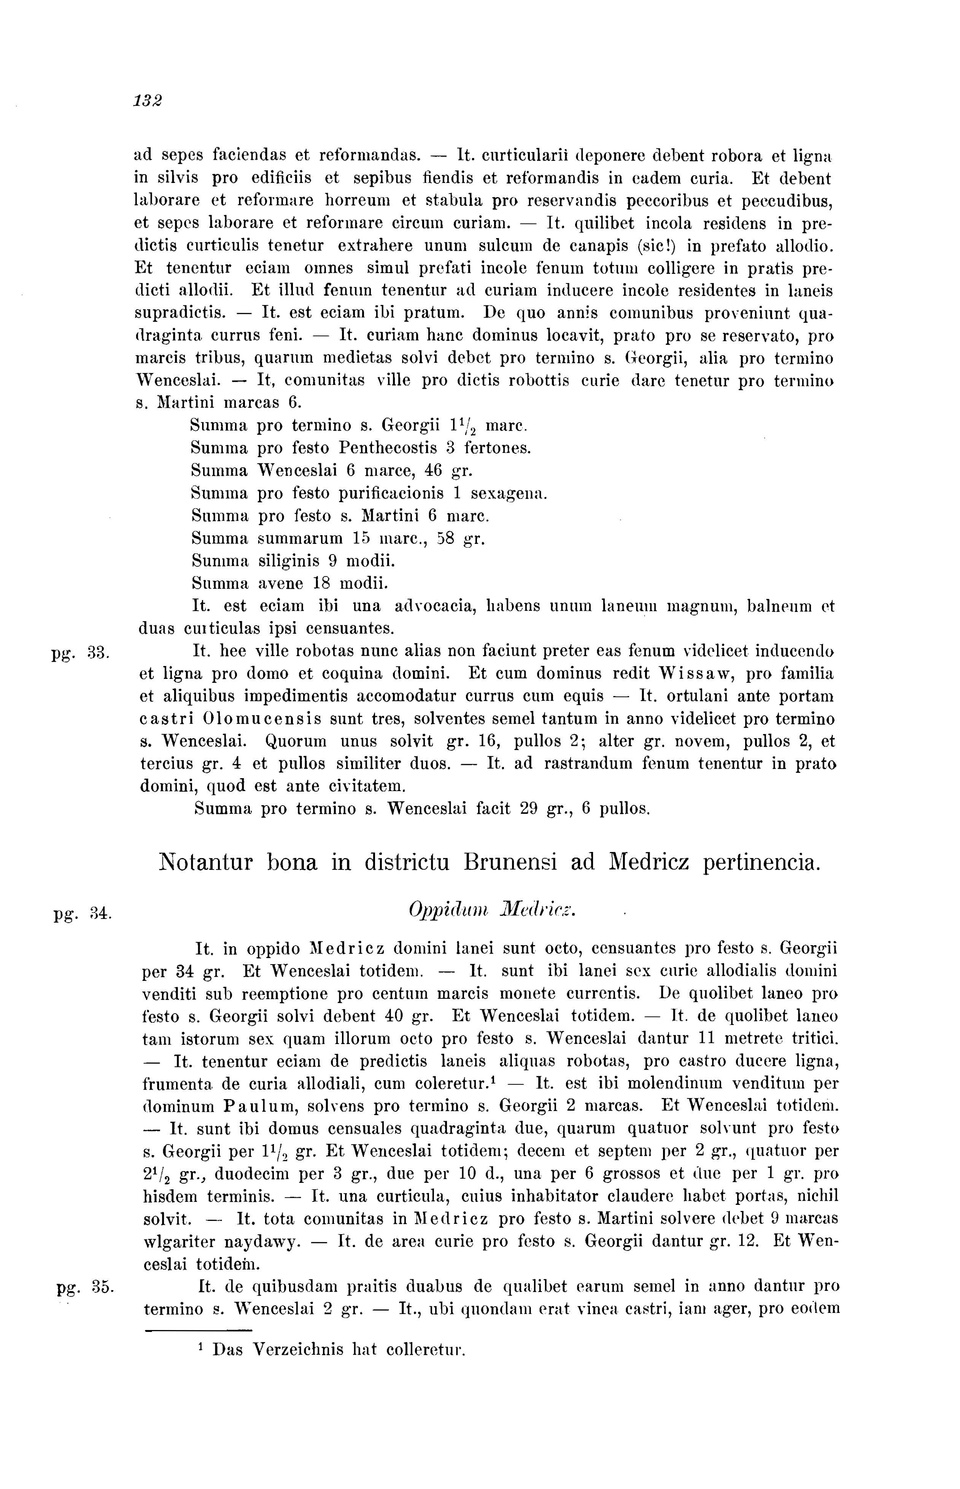 132
ad sepes faciendas et reformandas. — It. curticularii deponere debent robora et ligna
in silvis pro edificiis et sepibus fiendis et reformandis in eadem curia. Et debent
laborare et reformare horreum et stabula pro reservandis peccoribus et peccudibus,
et sepes laborare et reformare circum curiam. — It. quilibet incola residens in pre-
dictis curticulis tenetur extrahere unum sulcum de canapis (sic!) in prefato allodio.
Et tenentur eciam omnes simul prefati incole fenum totum colligere in pratis pre-
dicti allodii. Et illud fenum tenentur ad curiam inducere incole residentes in laneis
supradictis. — It. est eciam ibi pratum. De quo annis comunibus proveniunt qua-
draginta currus feni. — It. curiam hanc dominus locavit, prato pro se reservato, pro
marcis tribus, quarum medietas solvi debet pro termino s. Georgii, alia pro termino
Wenceslai. — It, comunitas ville pro dictis robottis curie dare tenetur pro termino
s. Martini marcas 6.
Summa pro termino s. Georgii 1¹/₂ marc.
Summa pro festo Penthecostis 3 fertones.
Summa Wenceslai 6 marce, 46 gr.
Summa pro festo purificacionis 1 sexagena.
Summa pro festo s. Martini 6 marc.
Summa summarum 15 marc., 58 gr.
Summa siliginis 9 modii.
Summa avene 18 modii.
It. est eciam ibi una advocacia, habens unum laneum magnum, balneum et
duas curticulas ipsi censuantes.
pg. 33. It. hee ville robotas nunc alias non faciunt preter eas fenum videlicet inducendo
et ligna pro domo et coquina domini. Et cum dominus redit Wissaw, pro familia
et aliquibus impedimentis accomodatur currus cum equis — It. ortulani ante portam
castri Olomucensis sunt tres, solventes semel tantum in anno videlicet pro termino
s. Wenceslai. Quorum unus solvit gr. 16, pullos 2; alter gr. novem, pullos 2, et
tercius gr. 4 et pullos similiter duos. — It. ad rastrandum fenum tenentur in prato
domini, quod est ante civitatem.
Summa pro termino s. Wenceslai facit 29 gr., 6 pullos.
Notantur bona in districtu Brunensi ad Medricz pertinencia.
pg. 34. Oppidum Medricz.
It. in oppido Medricz domini lanei sunt octo, censuantes pro festo s. Georgii
per 34 gr. Et Wenceslai totidem. — It. sunt ibi lanei sex curie allodialis domini
venditi sub reemptione pro centum marcis monete currentis. De quolibet laneo pro
festo s. Georgii solvi debent 40 gr. Et Wenceslai totidem. — It. de quolibet laneo
tam istorum sex quam illorum octo pro festo s. Wenceslai dantur 11 metrete tritici.
— It. tenentur eciam de predictis laneis aliquas robotas, pro castro ducere ligna,
frumenta de curia allodiali, cum coleretur.¹ — It. est ibi molendinum venditum per
dominum Paulum, solvens pro termino s. Georgii 2 marcas. Et Wenceslai totidem.
— It. sunt ibi domus censuales quadraginta due, quarum quatuor solvunt pro festo
s. Georgii per 1¹/₂ gr. Et Wenceslai totidem; decem et septem per 2 gr., quatuor per
2¹/₂ gr., duodecim per 3 gr., due per 10 d., una per 6 grossos et due per 1 gr. pro
hisdem terminis. — It. una curticula, cuius inhabitator claudere habet portas, nichil
solvit. — It. tota comunitas in Medricz pro festo s. Martini solvere debet 9 marcas
wlgariter naydawy. — It. de area curie pro festo s. Georgii dantur gr. 12. Et Wen-
ceslai totidem.
pg. 35. It. de quibusdam praitis duabus de qualibet earum semel in anno dantur pro
termino s. Wenceslai 2 gr. — It., ubi quondam erat vinea castri, iam ager, pro eodem
¹ Das Verzeichnis hat colleretur.